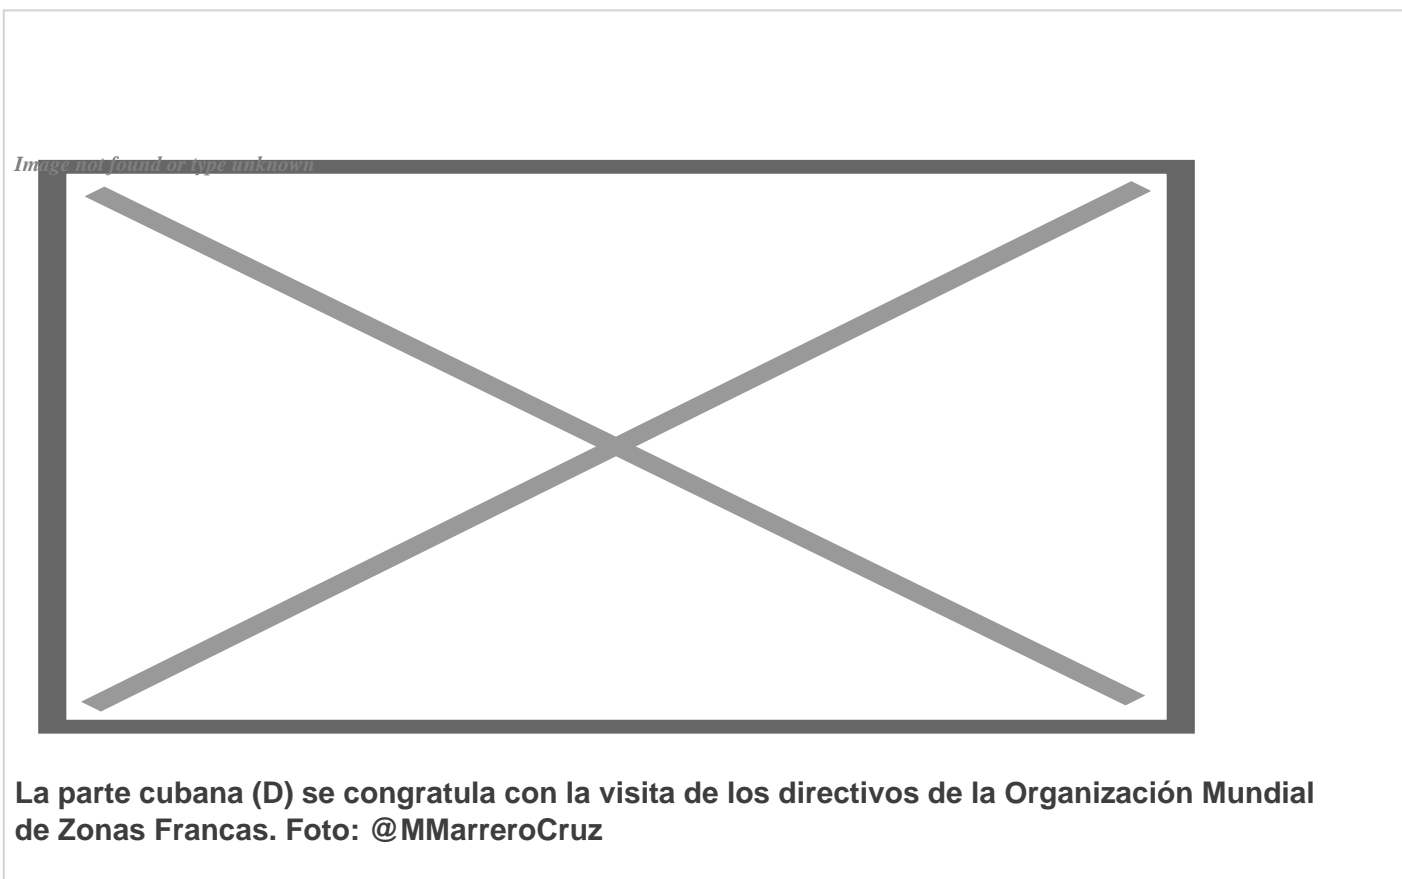 Image not found or type unknown
La parte cubana (D) se congratula con la visita de los directivos de la Organización Mundial
de Zonas Francas. Foto: @MMarreroCruz